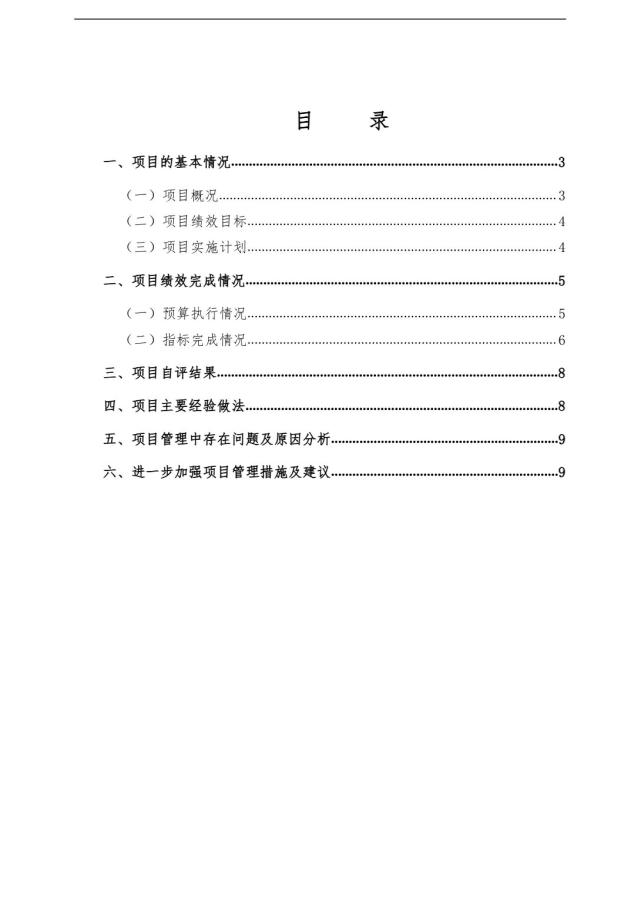 目 录
一、项目的基本情况........................................3
（一）项目概况........................................3
（二）项目绩效目标........................................4
（三）项目实施计划........................................4
二、项目绩效完成情况........................................5
（一）预算执行情况........................................5
（二）指标完成情况........................................6
三、项目自评结果........................................8
四、项目主要经验做法........................................8
五、项目管理中存在问题及原因分析........................................9
六、进一步加强项目管理措施及建议........................................9